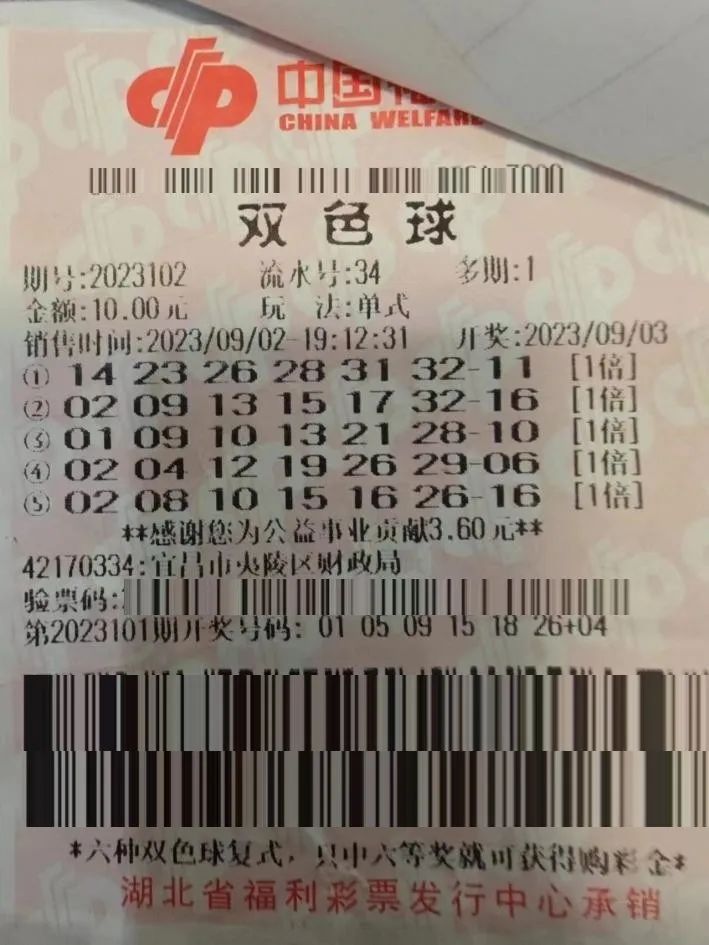 中国福
CHINA WELFARE
双色球
期号:2023102 流水号:34 多期:1
金额:10.00元 玩 法:单式
销售时间:2023/09/02-19:12:31 开奖:2023/09/03
① 14 23 26 28 31 32-11 [1倍]
② 02 09 13 15 17 32-16 [1倍]
③ 01 09 10 13 21 28-10 [1倍]
④ 02 04 12 19 26 29-06 [1倍]
⑤ 02 08 10 15 16 26-16 [1倍]
**感谢您为公益事业贡献3.60元**
42170334:宜昌市夷陵区财政局
验票码:
第2023101期开奖号码: 01 05 09 15 18 26+04
*六种双色球复式，只中六等奖就可获得购彩金*
湖北省福利彩票发行中心承销